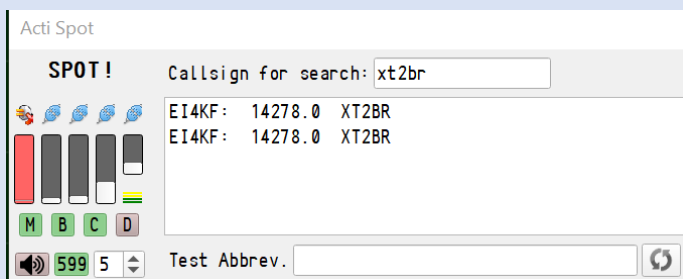 Acti Spot
SPOT!
Callsign for search: xt2br
EI4KF: 14278.0 XT2BR
EI4KF: 14278.0 XT2BR
M B C D
599 5
Test Abbrev.